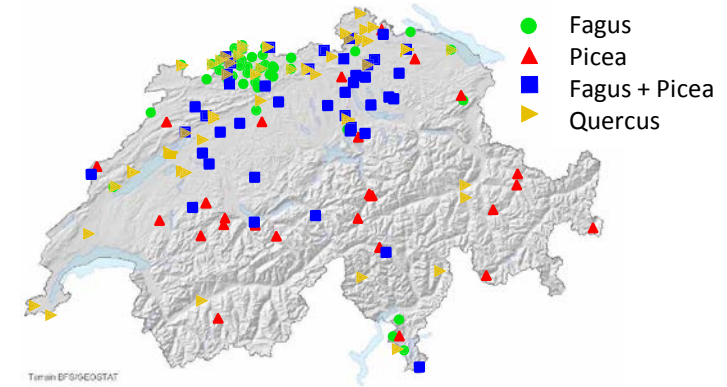 Fagus
Picea
Fagus + Picea
Quercus
Terrain BFS/GEOSTAT